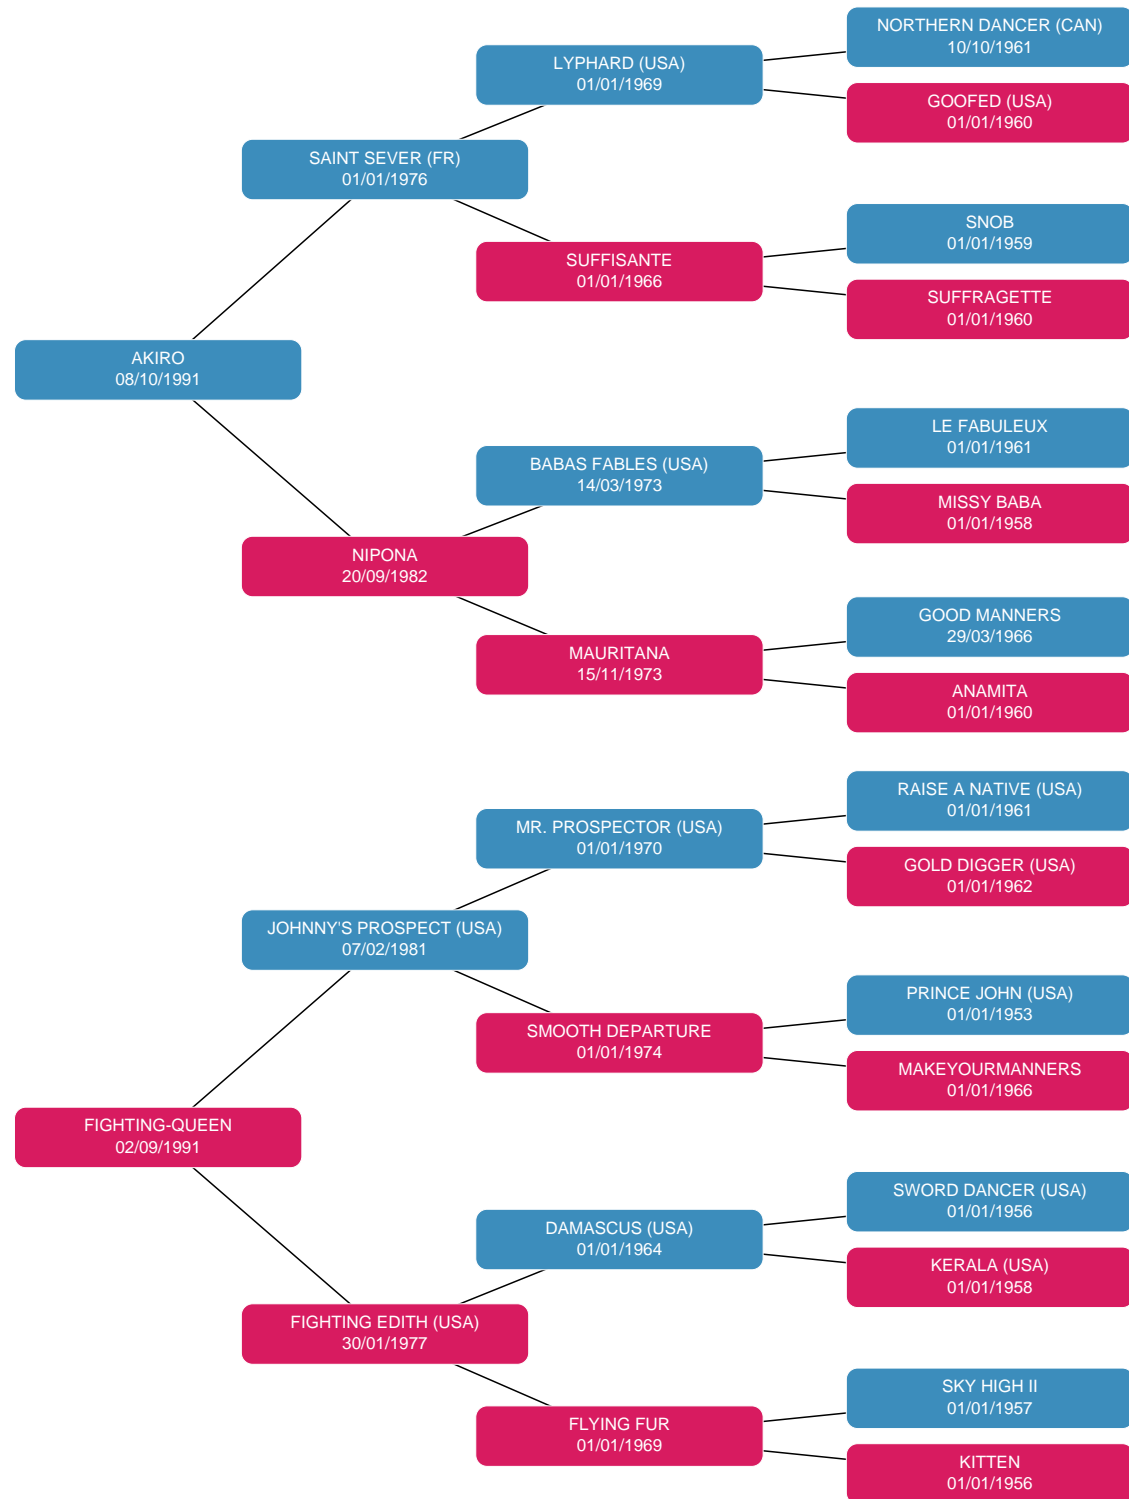 NORTHERN DANCER (CAN)
10/10/1961
LYPHARD (USA)
01/01/1969
GOOFED (USA)
01/01/1960
SAINT SEVER (FR)
01/01/1976
SNOB
01/01/1959
SUFFISANTE
01/01/1966
SUFFRAGETTE
01/01/1960
AKIRO
08/10/1991
LE FABULEUX
01/01/1961
BABAS FABLES (USA)
14/03/1973
MISSY BABA
01/01/1958
NIPONA
20/09/1982
GOOD MANNERS
29/03/1966
MAURITANA
15/11/1973
ANAMITA
01/01/1960
RAISE A NATIVE (USA)
01/01/1961
MR. PROSPECTOR (USA)
01/01/1970
GOLD DIGGER (USA)
01/01/1962
JOHNNY'S PROSPECT (USA)
07/02/1981
PRINCE JOHN (USA)
01/01/1953
SMOOTH DEPARTURE
01/01/1974
MAKEYOURMANNERS
01/01/1966
FIGHTING-QUEEN
02/09/1991
SWORD DANCER (USA)
01/01/1956
DAMASCUS (USA)
01/01/1964
KERALA (USA)
01/01/1958
FIGHTING EDITH (USA)
30/01/1977
SKY HIGH II
01/01/1957
FLYING FUR
01/01/1969
KITTEN
01/01/1956